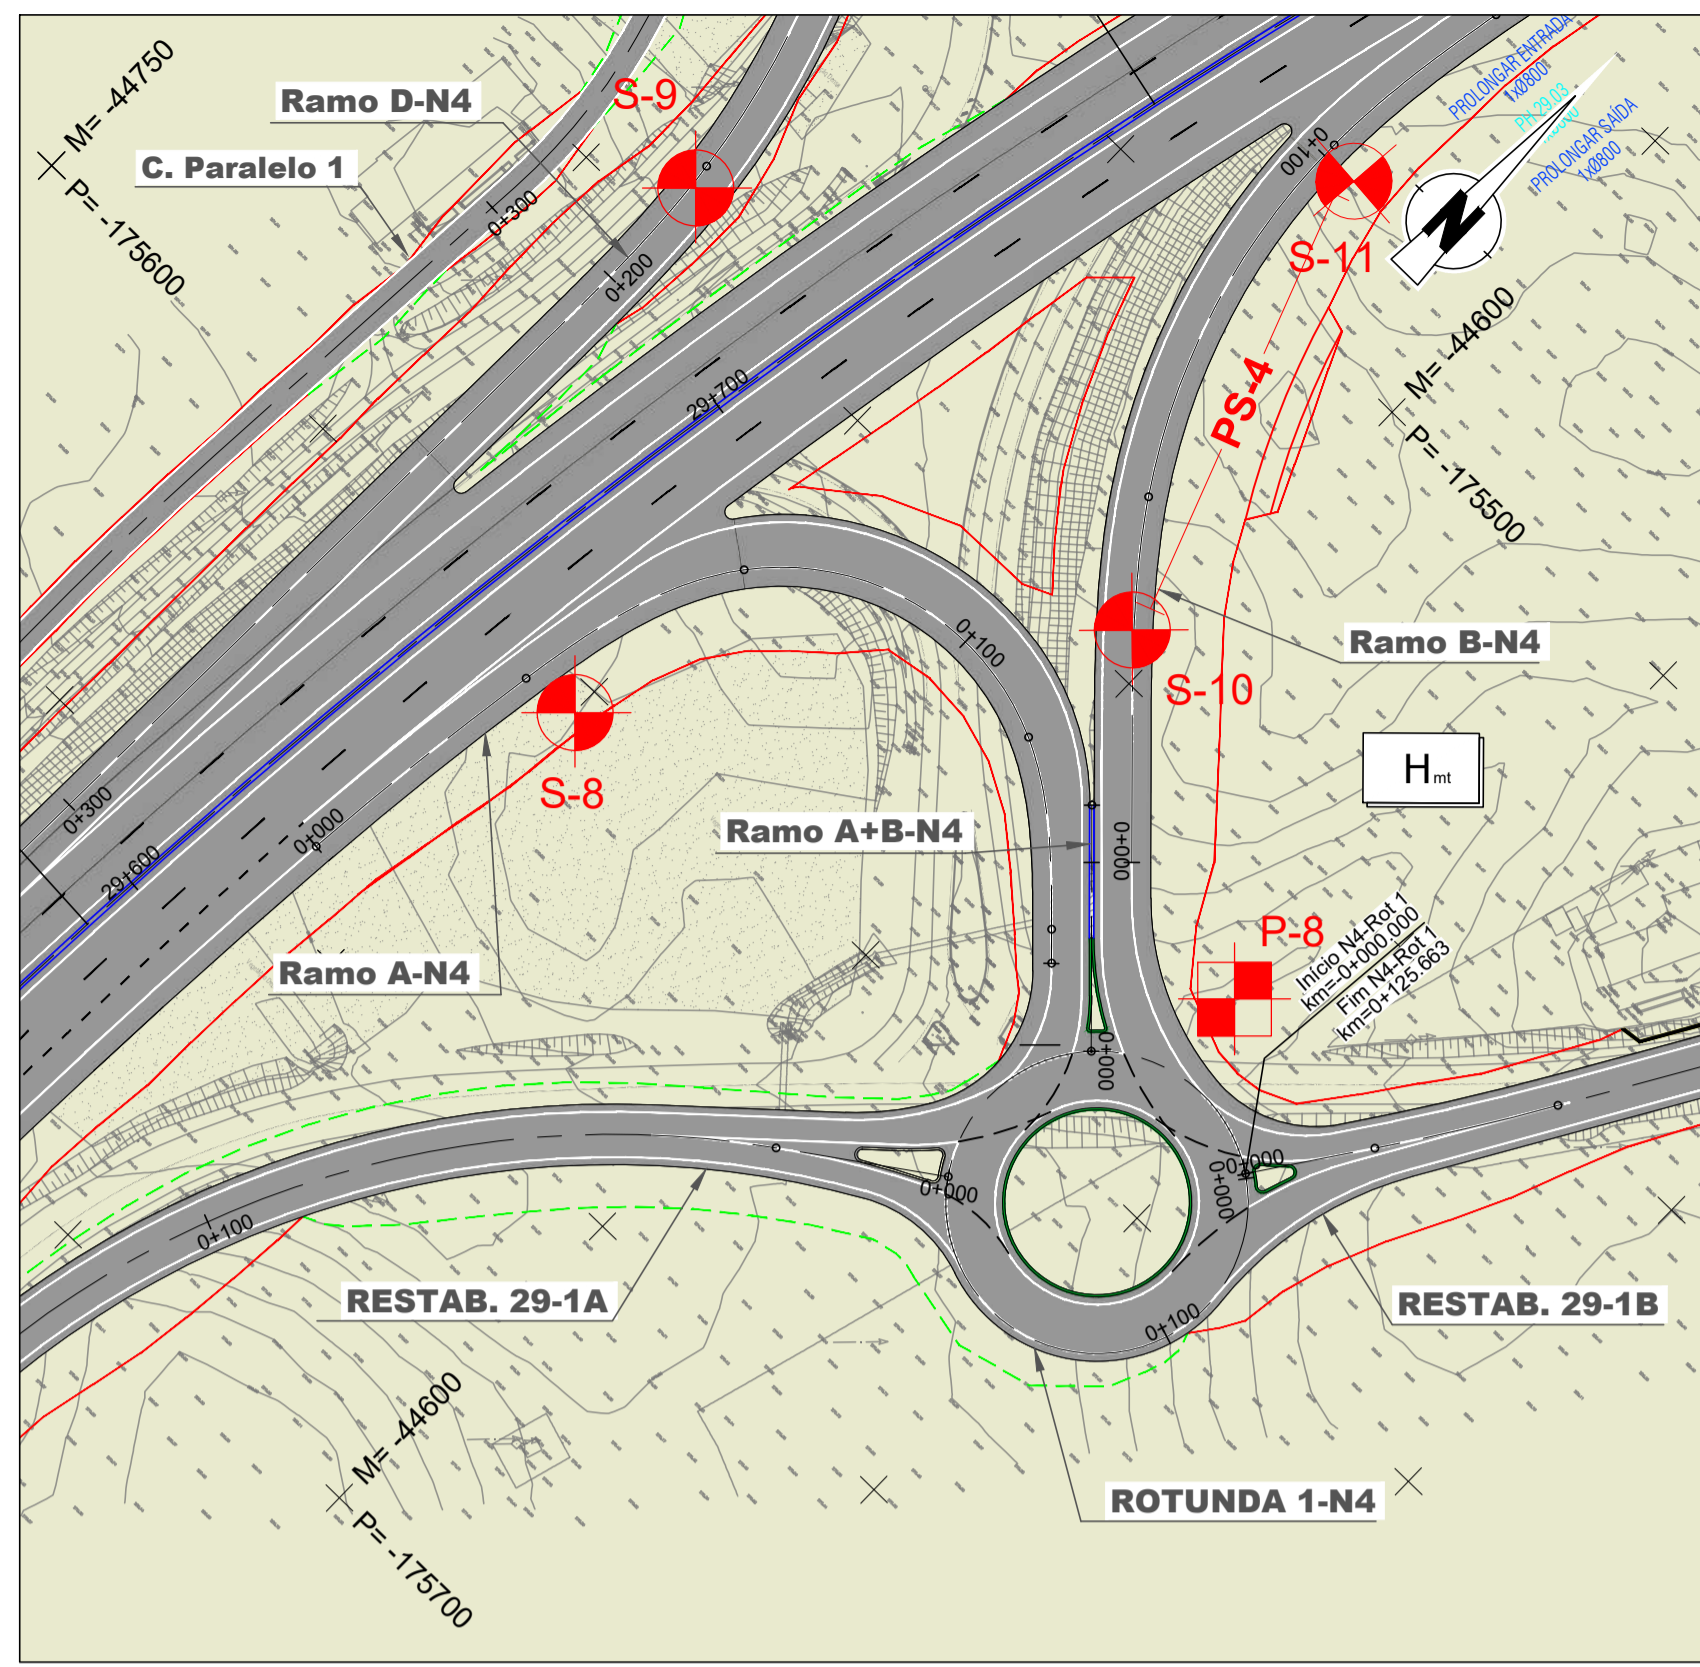 M= -44750
P= -175600
Ramo D-N4
C. Paralelo 1
S-9
0+300
0+200
PROLONGAR ENTRADA
1xØ800
PH 29.03
PROLONGAR SAÍDA
1xØ800
0+100
N
S-11
M= -44600
P= -175500
PS-4
29+700
0+100
Ramo B-N4
S-10
S-8
Hmt
0+300
0+000
29+600
Ramo A+B-N4
0+000
Ramo A-N4
P-8
Início N4-Rot 1
km=-0+000.000
Fim N4-Rot 1
km=0+125.663
0+000
0+000
0+000
0+000
0+100
RESTAB. 29-1A
RESTAB. 29-1B
0+100
M= -44600
P= -175700
ROTUNDA 1-N4